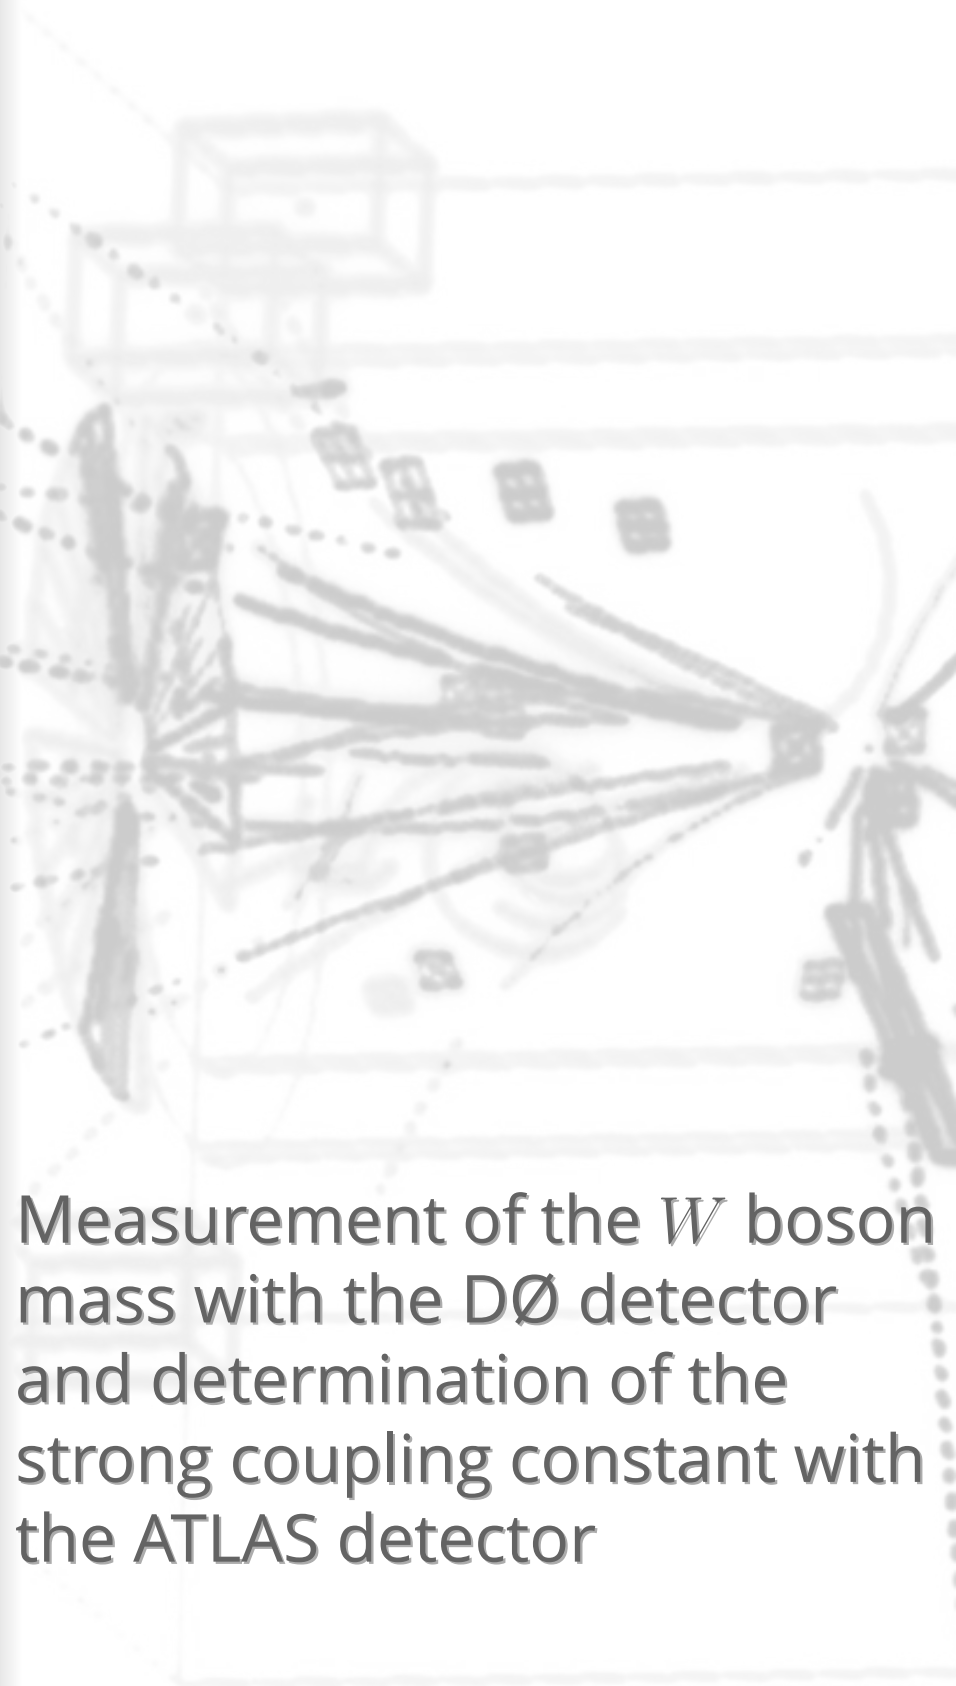 Measurement of the W boson
mass with the DØ detector
and determination of the
strong coupling constant with
the ATLAS detector